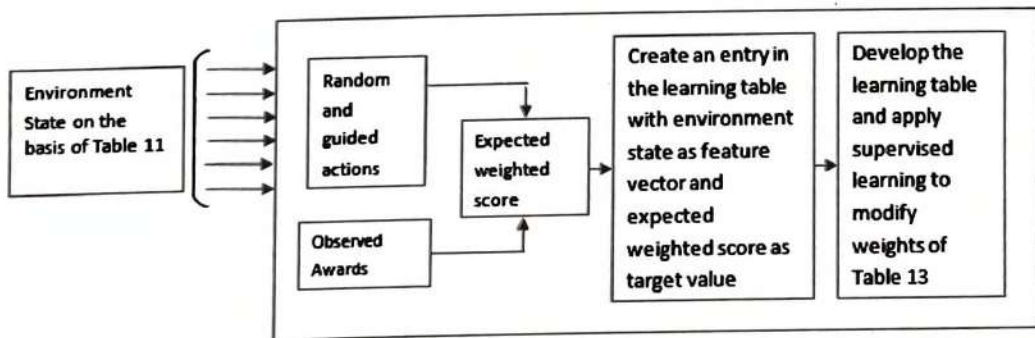 Environment
State on the
basis of Table 11
Random
and
guided
actions
Observed
Awards
Expected
weighted
score
Create an entry in
the learning table
with environment
state as feature
vector and
expected
weighted score as
target value
Develop the
learning table
and apply
supervised
learning to
modify
weights of
Table 13